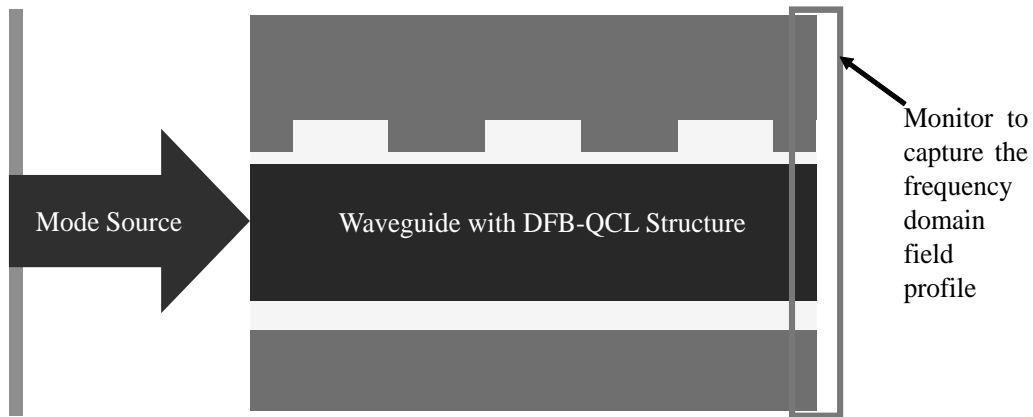 Mode Source
Waveguide with DFB-QCL Structure
Monitor to
capture the
frequency
domain
field
profile